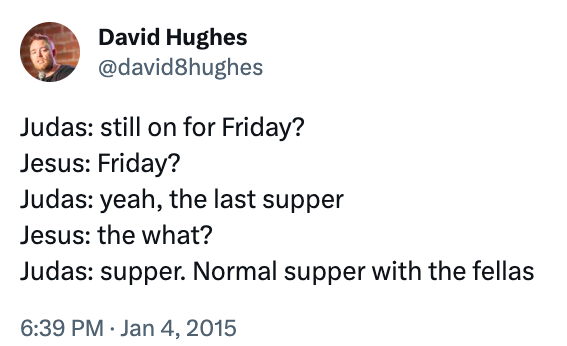 David Hughes
@david8hughes
Judas: still on for Friday?
Jesus: Friday?
Judas: yeah, the last supper
Jesus: the what?
Judas: supper. Normal supper with the fellas
6:39 PM · Jan 4, 2015